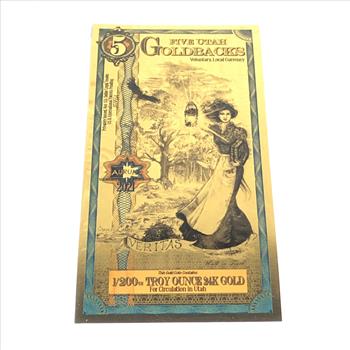 5
FIVE UTAH
GOLDBACKS
Voluntary, Local Currency
AURUM
2021
VERITAS
This Gold Note Contains
1/200TH TROY OUNCE 24K GOLD
For Circulation in Utah